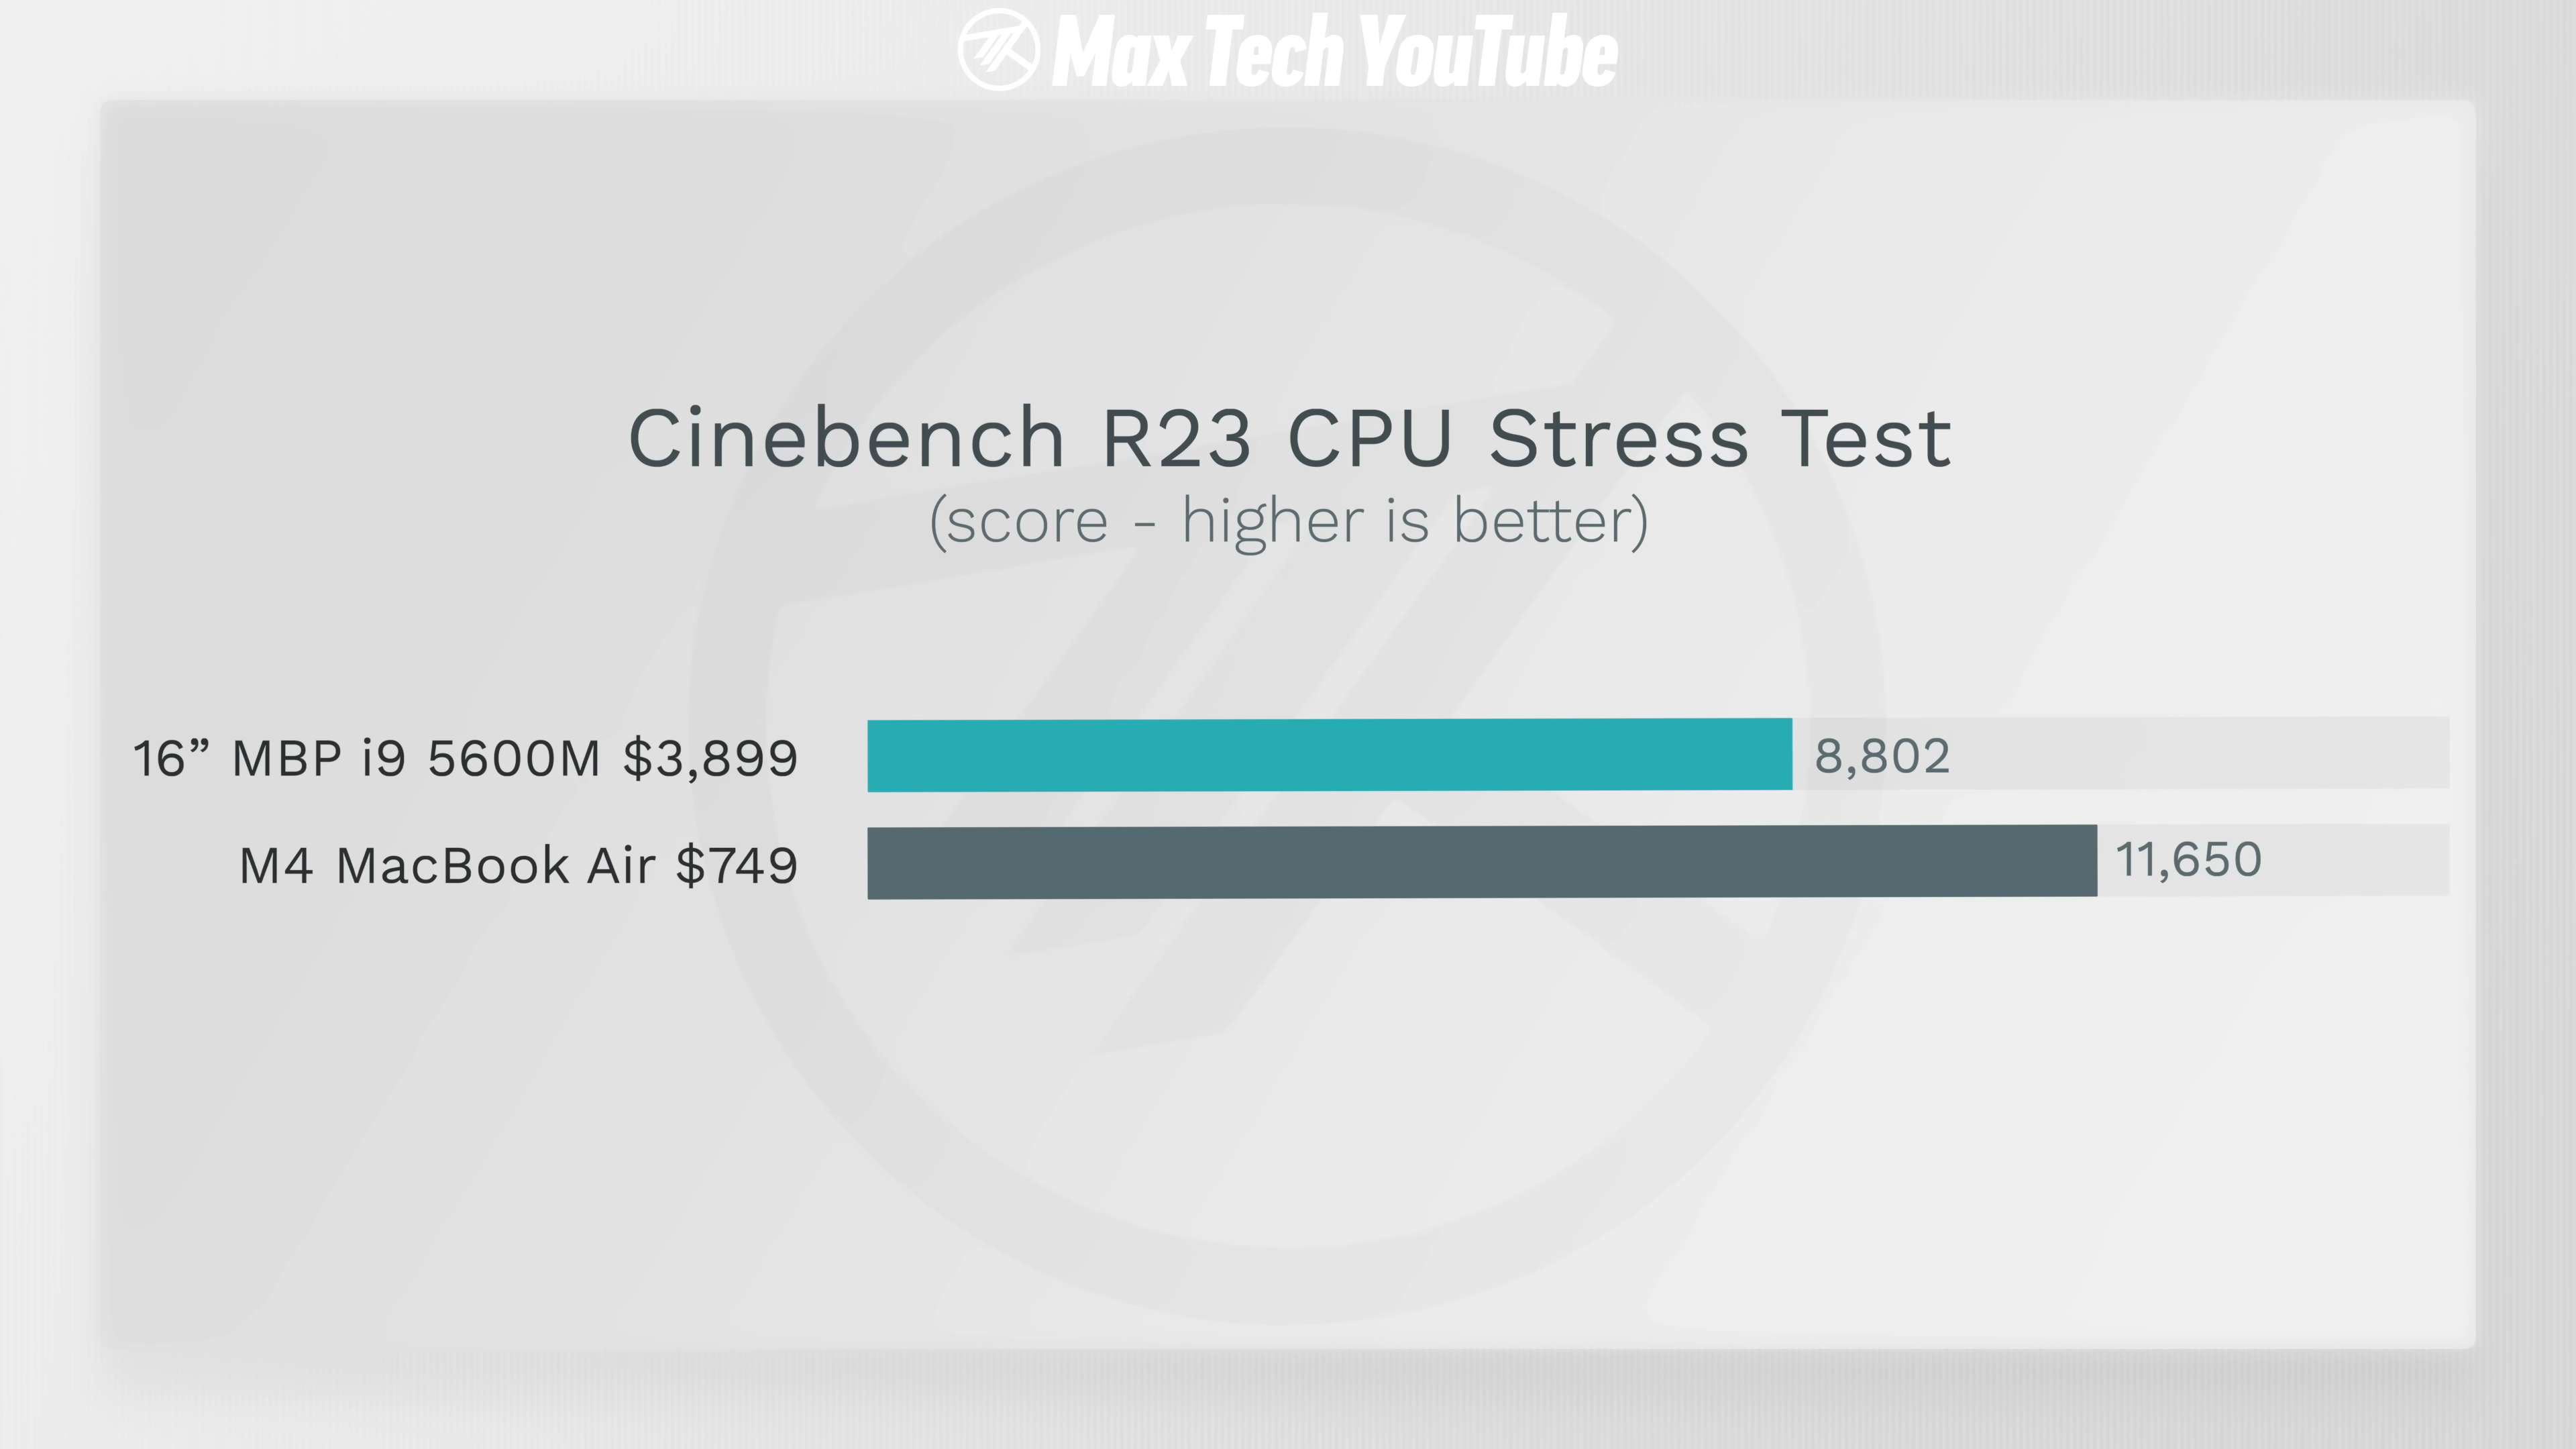 Max Tech YouTube
Cinebench R23 CPU Stress Test
(score - higher is better)
16” MBP i9 5600M $3,899 8,802
M4 MacBook Air $749 11,650